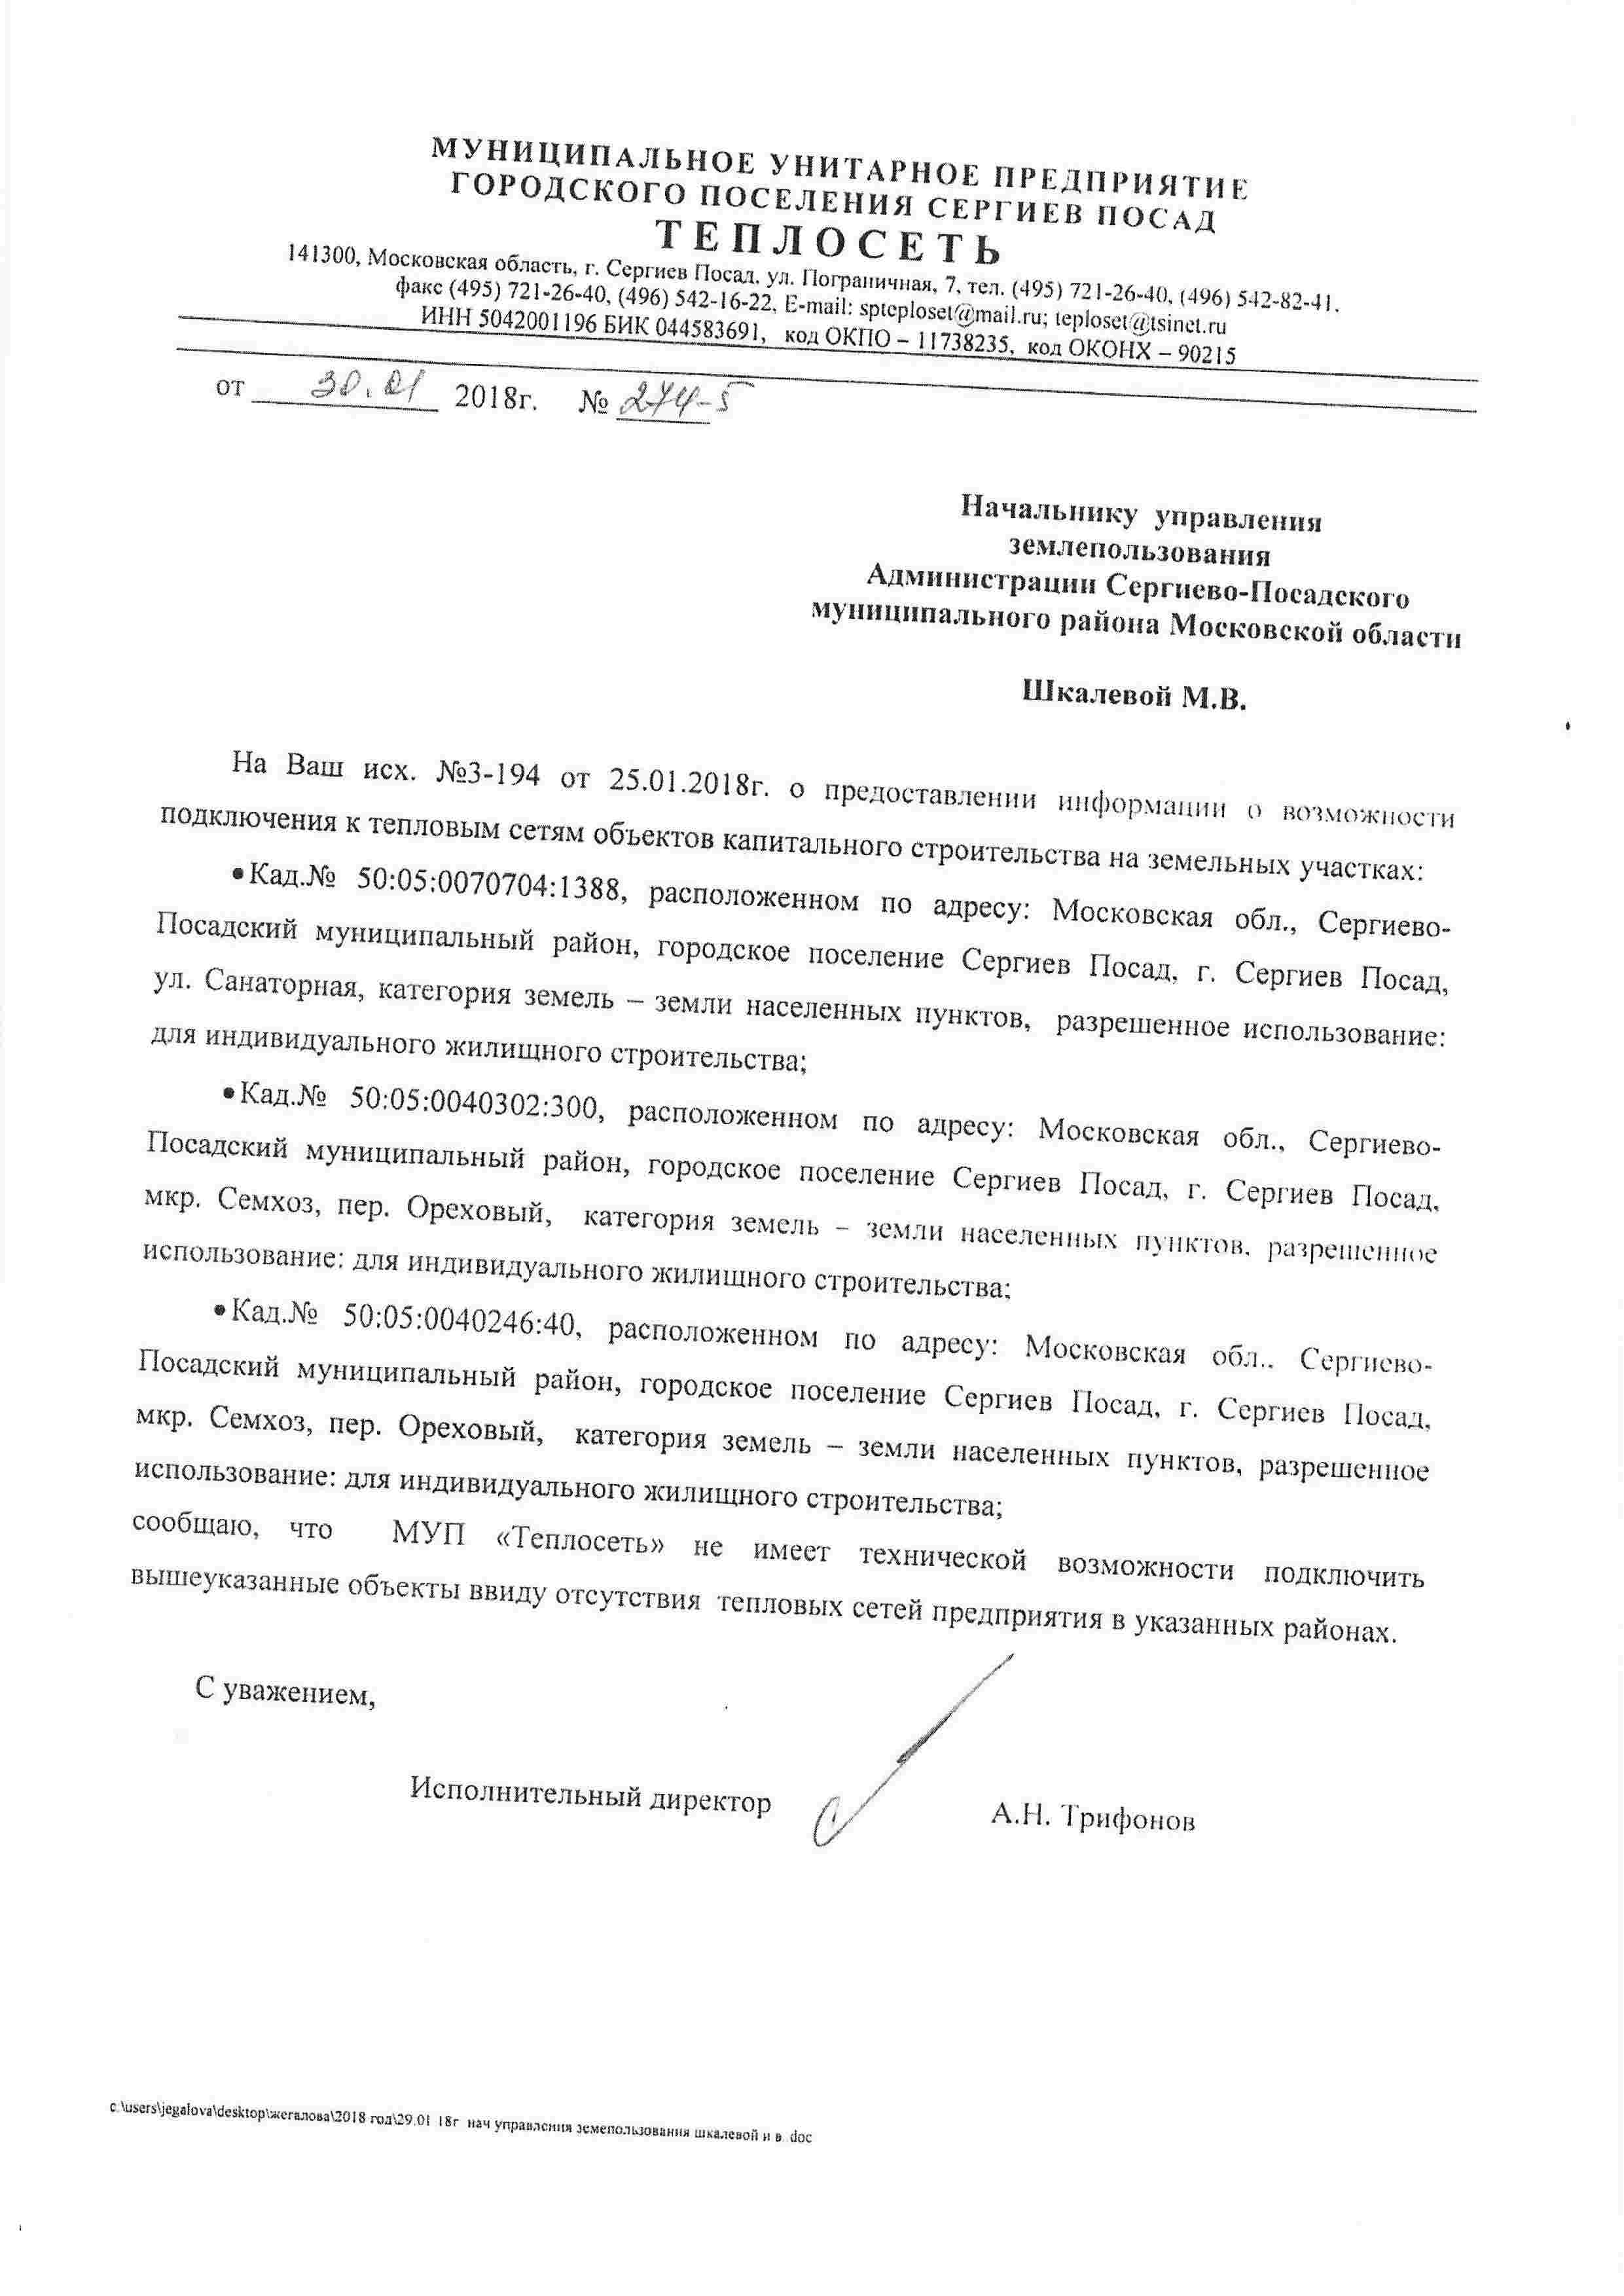 МУНИЦИПАЛЬНОЕ УНИТАРНОЕ ПРЕДПРИЯТИЕ
ГОРОДСКОГО ПОСЕЛЕНИЯ СЕРГИЕВ ПОСАД
ТЕПЛОСЕТЬ
141300, Московская область, г. Сергиев Посад, ул. Пограничная, 7, тел. (495) 721-26-40, (496) 542-82-41,
факс (495) 721-26-40, (496) 542-16-22, E-mail: spteploset@mail.ru; teploset@tsinet.ru
ИНН 5042001196 БИК 044583691, код ОКПО – 11738235, код ОКОНХ – 90215
от 30.01 2018г. № 274-5
Начальнику управления
землепользования
Администрации Сергиево-Посадского
муниципального района Московской области
Шкалевой М.В.
На Ваш исх. №3-194 от 25.01.2018г. о предоставлении информации о возможности
подключения к тепловым сетям объектов капитального строительства на земельных участках:
•Кад.№ 50:05:0070704:1388, расположенном по адресу: Московская обл., Сергиево-
Посадский муниципальный район, городское поселение Сергиев Посад, г. Сергиев Посад,
ул. Санаторная, категория земель – земли населенных пунктов, разрешенное использование:
для индивидуального жилищного строительства;
•Кад.№ 50:05:0040302:300, расположенном по адресу: Московская обл., Сергиево-
Посадский муниципальный район, городское поселение Сергиев Посад, г. Сергиев Посад,
мкр. Семхоз, пер. Ореховый, категория земель – земли населенных пунктов, разрешенное
использование: для индивидуального жилищного строительства;
•Кад.№ 50:05:0040246:40, расположенном по адресу: Московская обл., Сергиево-
Посадский муниципальный район, городское поселение Сергиев Посад, г. Сергиев Посад,
мкр. Семхоз, пер. Ореховый, категория земель – земли населенных пунктов, разрешенное
использование: для индивидуального жилищного строительства;
сообщаю, что МУП «Теплосеть» не имеет технической возможности подключить
вышеуказанные объекты ввиду отсутствия тепловых сетей предприятия в указанных районах.
С уважением,
Исполнительный директор А.Н. Трифонов
c:\users\jegalova\desktop\жегалова\2018 год\29.01 18г нач управления земепользования шкалевой и в. doc